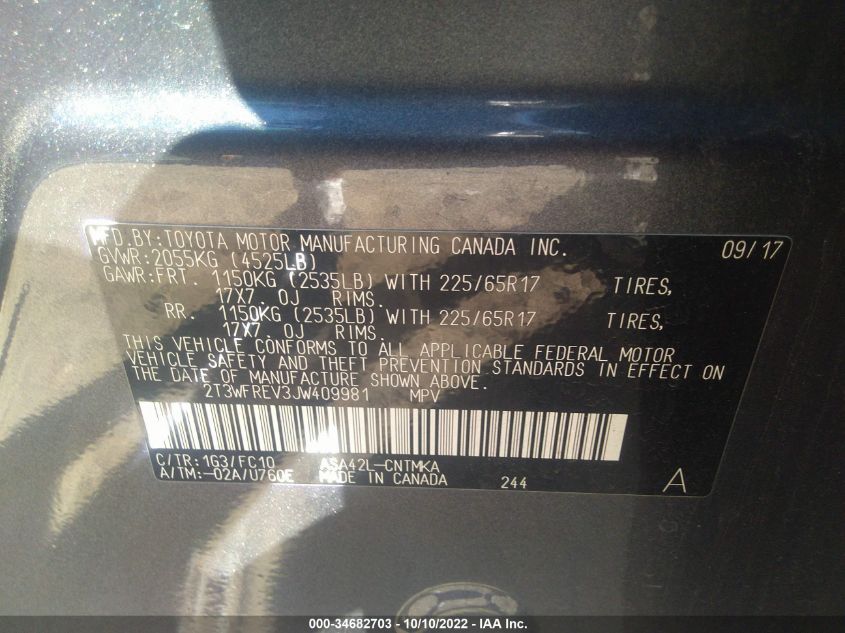 MFD.BY:TOYOTA MOTOR MANUFACTURING CANADA INC. 09/17
GVWR:2055KG (4525LB)
GAWR:FRT. 1150KG (2535LB) WITH 225/65R17 TIRES,
17X7.0J RIMS.
RR. 1150KG (2535LB) WITH 225/65R17 TIRES,
17X7.0J RIMS.
THIS VEHICLE CONFORMS TO ALL APPLICABLE FEDERAL MOTOR
VEHICLE SAFETY AND THEFT PREVENTION STANDARDS IN EFFECT ON
THE DATE OF MANUFACTURE SHOWN ABOVE.
2T3WFREV3JW409981 MPV
C/TR:1G3/FC10 ASA42L-CNTMKA
A/TM:-02A/U760E MADE IN CANADA 244 A
000-34682703 - 10/10/2022 - IAA Inc.